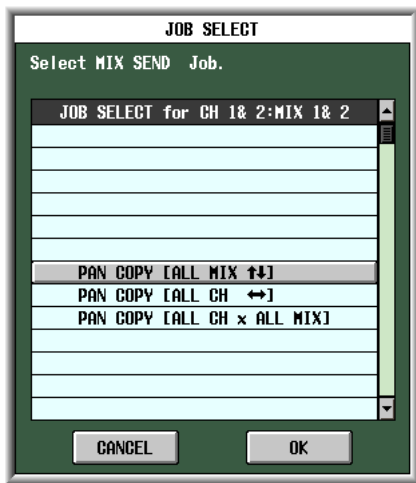 JOB SELECT
Select MIX SEND Job.
JOB SELECT for CH 1& 2:MIX 1& 2
PAN COPY [ALL MIX ↑↓]
PAN COPY [ALL CH ↔]
PAN COPY [ALL CH x ALL MIX]
CANCEL OK